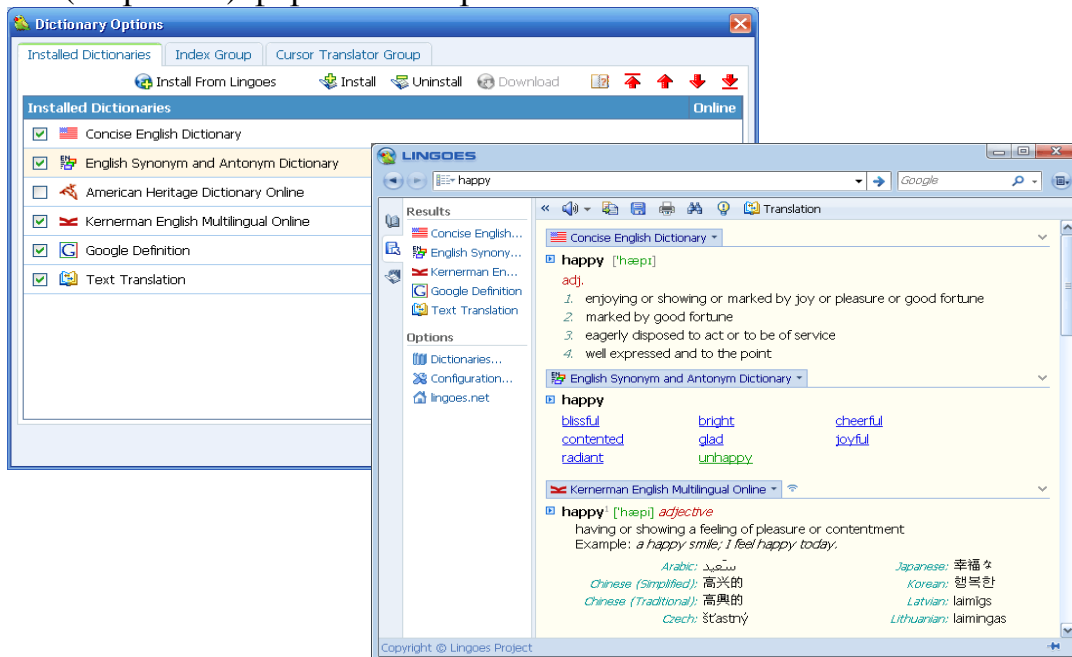 Dictionary Options
Installed Dictionaries
Index Group
Cursor Translator Group
Install From Lingoes
Install
Uninstall
Download
Installed Dictionaries
Online
Concise English Dictionary
English Synonym and Antonym Dictionary
American Heritage Dictionary Online
Kernerman English Multilingual Online
Google Definition
Text Translation
LINGOES
happy
Google
Results
Concise English...
English Synony...
Kernerman En...
Google Definition
Text Translation
Options
Dictionaries...
Configuration...
lingoes.net
Translation
Concise English Dictionary
happy ['hæpɪ]
adj.
1. enjoying or showing or marked by joy or pleasure or good fortune
2. marked by good fortune
3. eagerly disposed to act or to be of service
4. well expressed and to the point
English Synonym and Antonym Dictionary
happy
blissful bright cheerful
contented glad joyful
radiant unhappy
Kernerman English Multilingual Online
happy¹ ['hæpi] adjective
having or showing a feeling of pleasure or contentment
Example: a happy smile; I feel happy today.
Arabic: سَعيد Japanese: 幸福な
Chinese (Simplified): 高兴的 Korean: 행복한
Chinese (Traditional): 高興的 Latvian: laimīgs
Czech: šťastný Lithuanian: laimingas
Copyright © Lingoes Project